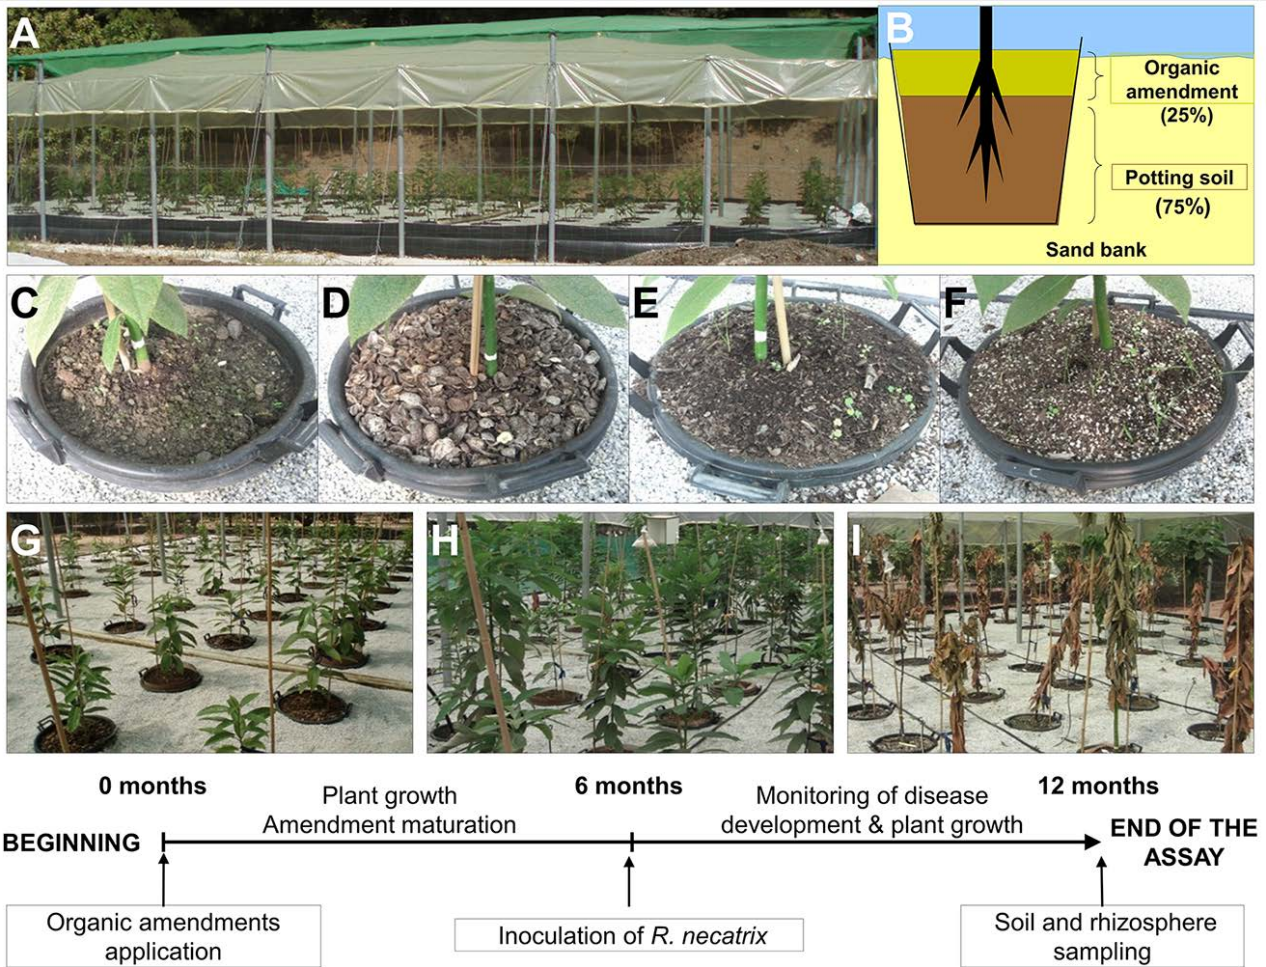 A
B
Organic
amendment
(25%)
Potting soil
(75%)
Sand bank
C
D
E
F
G
H
I
0 months
6 months
12 months
Plant growth
Amendment maturation
Monitoring of disease
development & plant growth
BEGINNING
END OF THE
ASSAY
Organic amendments
application
Inoculation of R. necatrix
Soil and rhizosphere
sampling